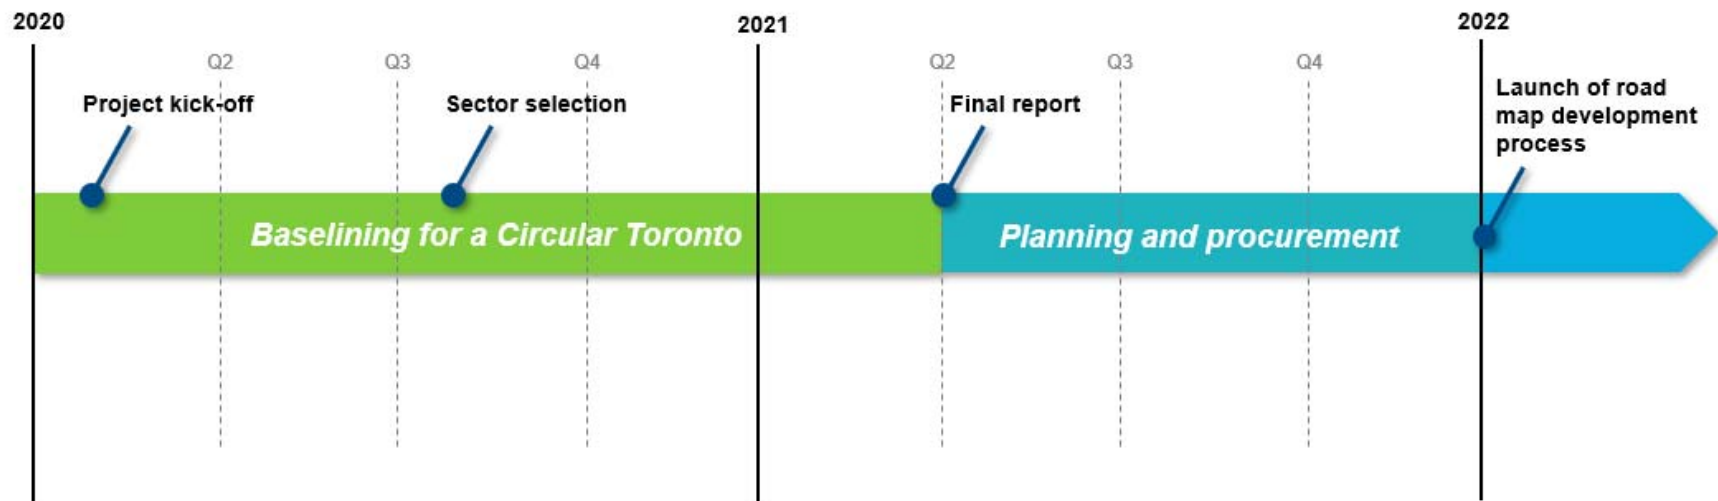 2020
2021
2022
Q2
Q3
Q4
Q2
Q3
Q4
Project kick-off
Sector selection
Final report
Launch of road
map development
process
Baselining for a Circular Toronto
Planning and procurement